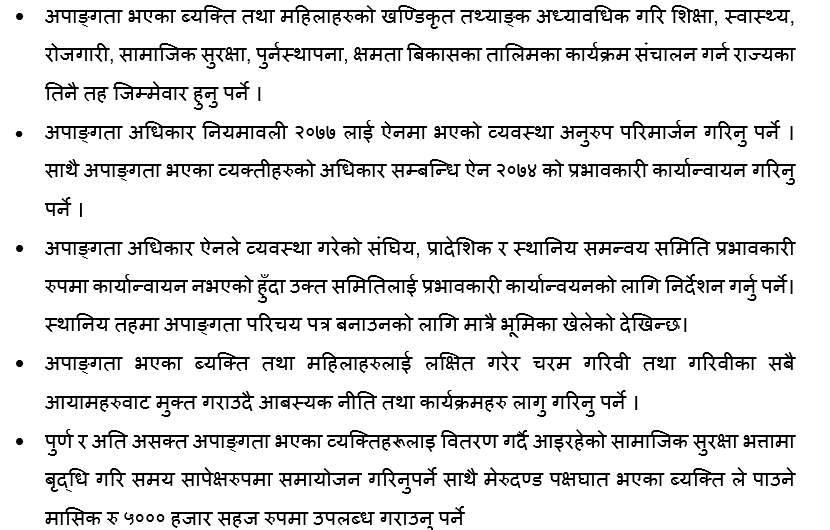 • अपाङ्गता भएका ब्यक्ति तथा महिलाहरुको खण्डिकृत तथ्याङ्क अध्यावधिक गरि शिक्षा, स्वास्थ्य,
रोजगारी, सामाजिक सुरक्षा, पुर्नस्थापना, क्षमता बिकासका तालिमका कार्यक्रम संचालन गर्न राज्यका
तिनै तह जिम्मेवार हुनु पर्ने ।
• अपाङ्गता अधिकार नियमावली २०७७ लाई ऐनमा भएको व्यवस्था अनुरुप परिमार्जन गरिनु पर्ने ।
साथै अपाङ्गता भएका व्यक्तीहरुको अधिकार सम्बन्धि ऐन २०७४ को प्रभावकारी कार्यान्वायन गरिनु
पर्ने ।
• अपाङ्गता अधिकार ऐनले व्यवस्था गरेको संघिय, प्रादेशिक र स्थानिय समन्वय समिति प्रभावकारी
रुपमा कार्यान्वायन नभएको हुँदा उक्त समितिलाई प्रभावकारी कार्यान्वयनको लागि निर्देशन गर्नु पर्ने।
स्थानिय तहमा अपाङ्गता परिचय पत्र बनाउनको लागि मात्रै भूमिका खेलेको देखिन्छ।
• अपाङ्गता भएका ब्यक्ति तथा महिलाहरुलाई लक्षित गरेर चरम गरिवी तथा गरिवीका सबै
आयामहरुवाट मुक्त गराउदै आबस्यक नीति तथा कार्यक्रमहरु लागु गरिनु पर्ने ।
• पुर्ण र अति असक्त अपाङ्गता भएका व्यक्तिहरूलाइ वितरण गर्दै आइरहेको सामाजिक सुरक्षा भत्तामा
बृद्धि गरि समय सापेक्षरुपमा समायोजन गरिनुपर्ने साथै मेरुदण्ड पक्षघात भएका ब्यक्ति ले पाउने
मासिक रु ५००० हजार सहज रुपमा उपलब्ध गराउनु पर्ने